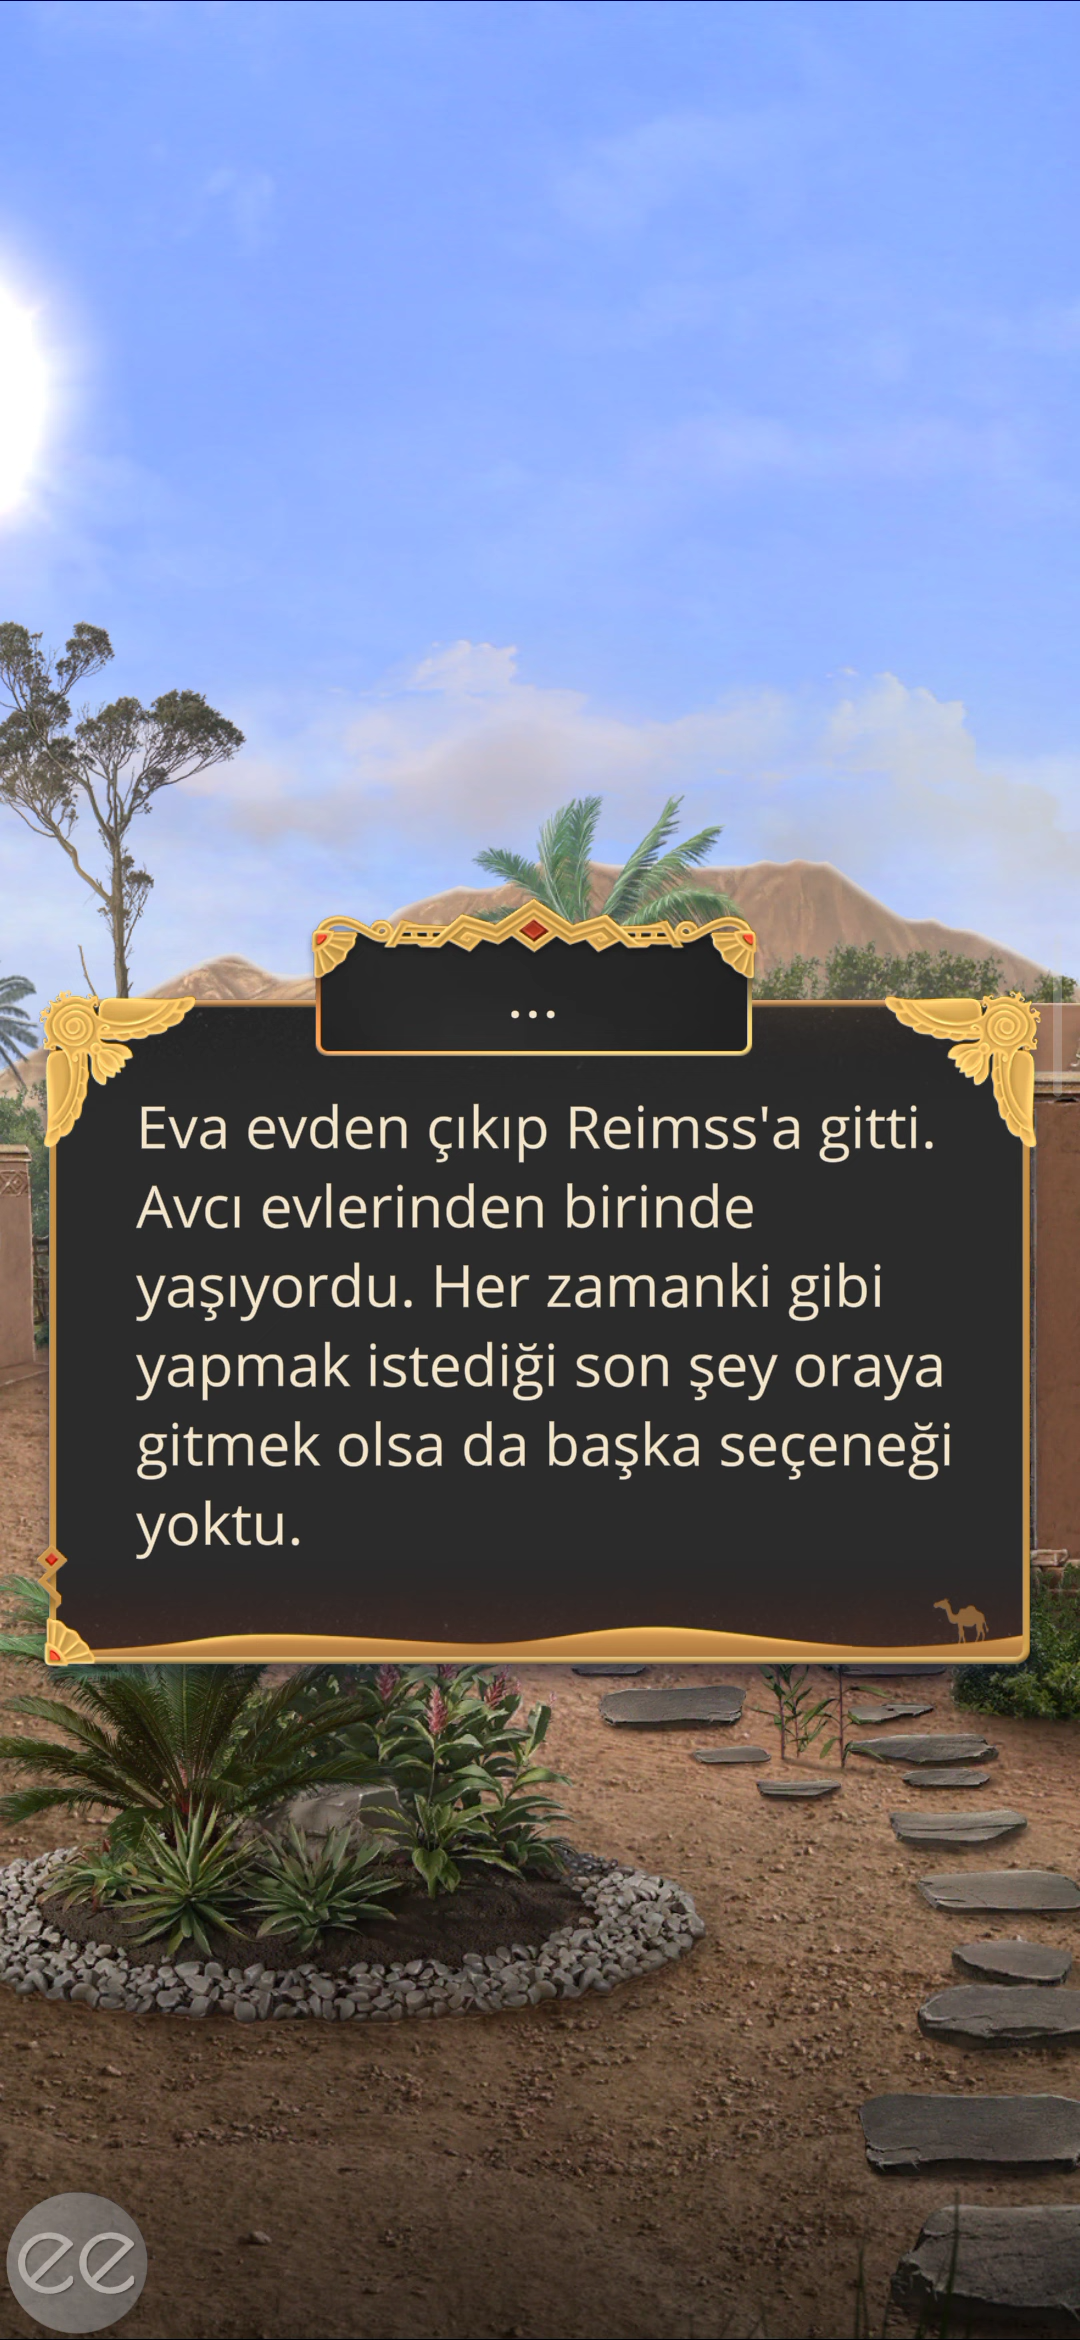 ...
Eva evden çıkıp Reimss'a gitti.
Avcı evlerinden birinde
yaşıyordu. Her zamanki gibi
yapmak istediği son şey oraya
gitmek olsa da başka seçeneği
yoktu.
ee